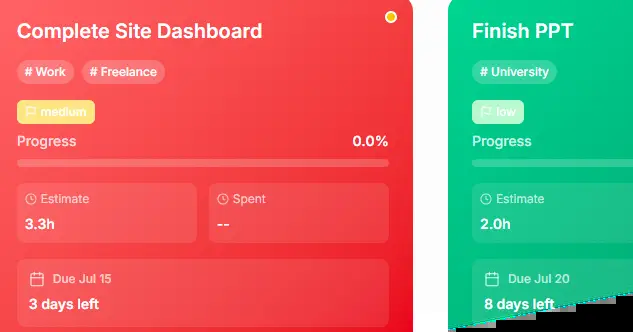 Complete Site Dashboard
# Work # Freelance
medium
Progress 0.0%
Estimate
3.3h
Spent
--
Due Jul 15
3 days left
Finish PPT
# University
low
Progress
Estimate
2.0h
Due Jul 20
8 days left